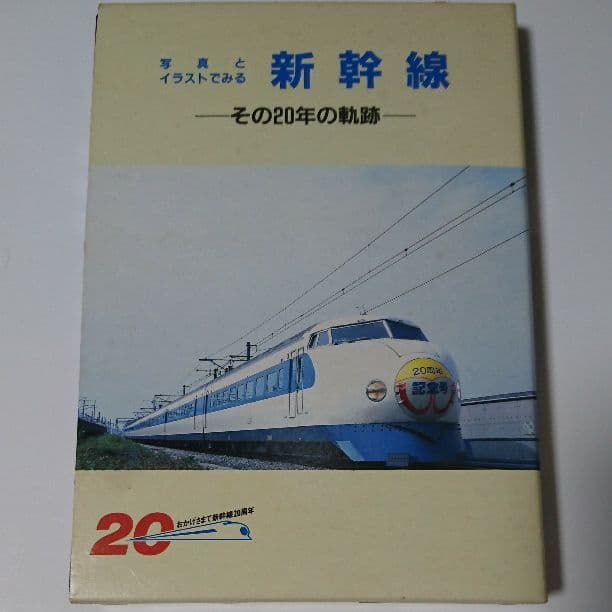 写真と
イラストでみる
新幹線
その20年の軌跡
20周年
記念号
20
おかげさまで新幹線20周年